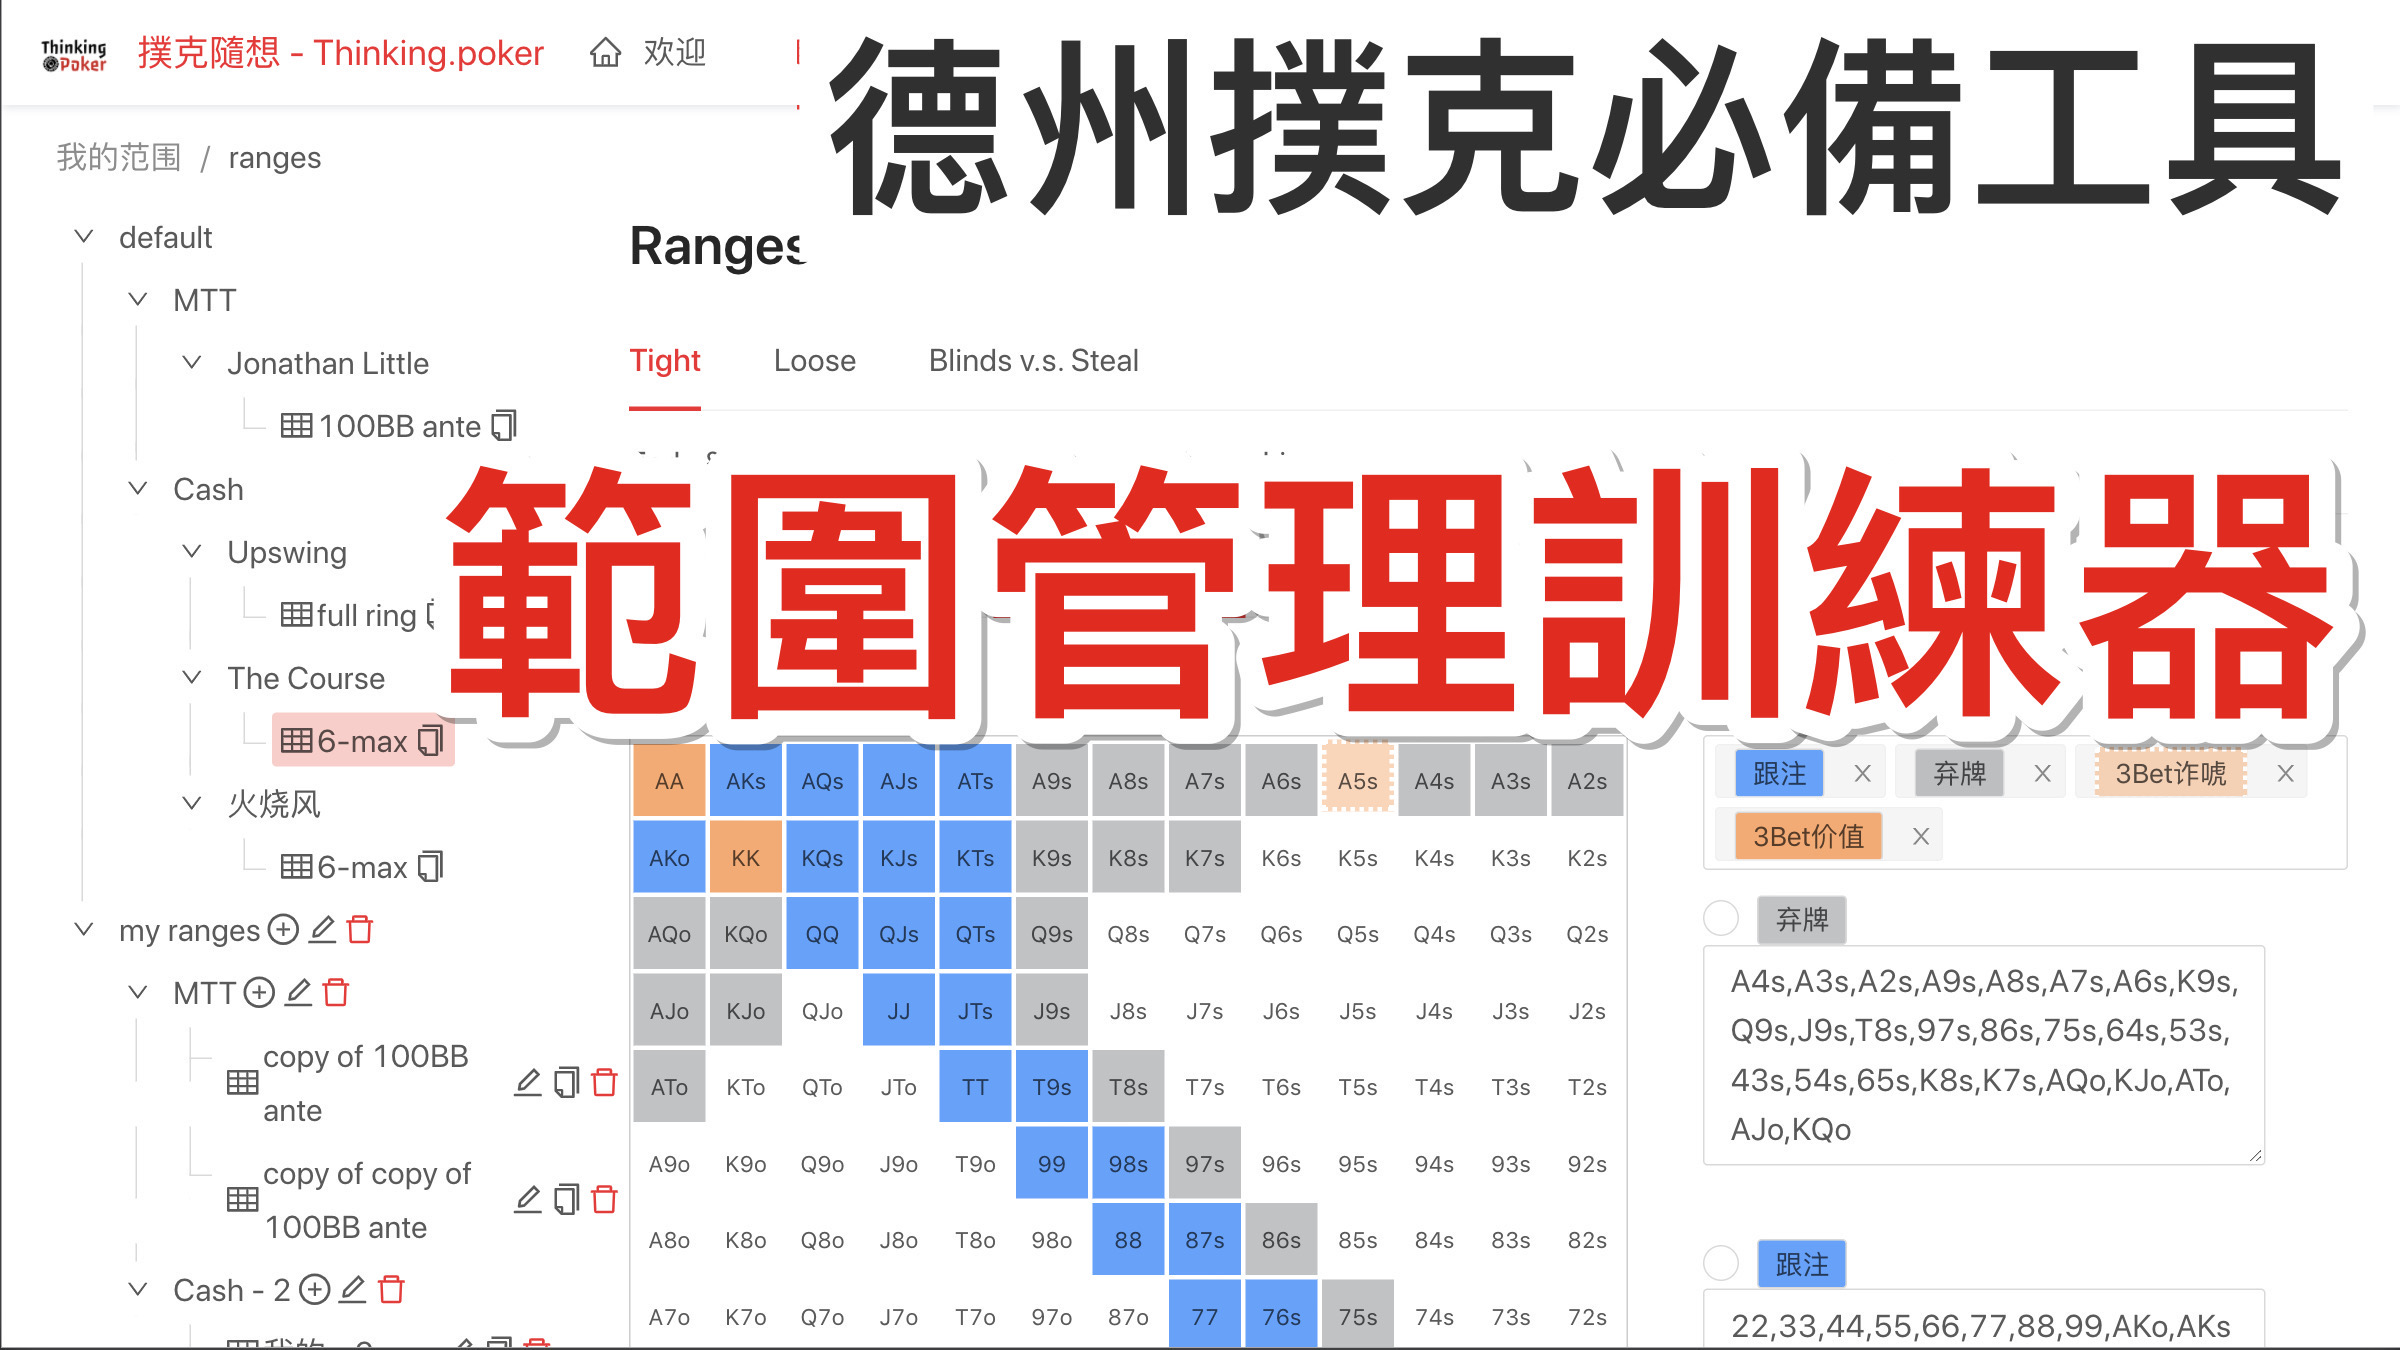 Thinking
Poker
撲克隨想 - Thinking.poker
欢迎
德州撲克必備工具
我的范围 / ranges
default
MTT
Jonathan Little
100BB ante
Cash
Upswing
full ring
The Course
6-max
火烧风
6-max
my ranges
MTT
copy of 100BB
ante
copy of copy of
100BB ante
Cash - 2
Ranges
Tight Loose Blinds v.s. Steal
範圍管理訓練器
AA AKs AQs AJs ATs A9s A8s A7s A6s A5s A4s A3s A2s
AKo KK KQs KJs KTs K9s K8s K7s K6s K5s K4s K3s K2s
AQo KQo QQ QJs QTs Q9s Q8s Q7s Q6s Q5s Q4s Q3s Q2s
AJo KJo QJo JJ JTs J9s J8s J7s J6s J5s J4s J3s J2s
ATo KTo QTo JTo TT T9s T8s T7s T6s T5s T4s T3s T2s
A9o K9o Q9o J9o T9o 99 98s 97s 96s 95s 94s 93s 92s
A8o K8o Q8o J8o T8o 98o 88 87s 86s 85s 84s 83s 82s
A7o K7o Q7o J7o T7o 97o 87o 77 76s 75s 74s 73s 72s
跟注 X 弃牌 X 3Bet诈唬 X
3Bet价值 X
弃牌
A4s,A3s,A2s,A9s,A8s,A7s,A6s,K9s,
Q9s,J9s,T8s,97s,86s,75s,64s,53s,
43s,54s,65s,K8s,K7s,AQo,KJo,ATo,
AJo,KQo
跟注
22,33,44,55,66,77,88,99,AKo,AKs